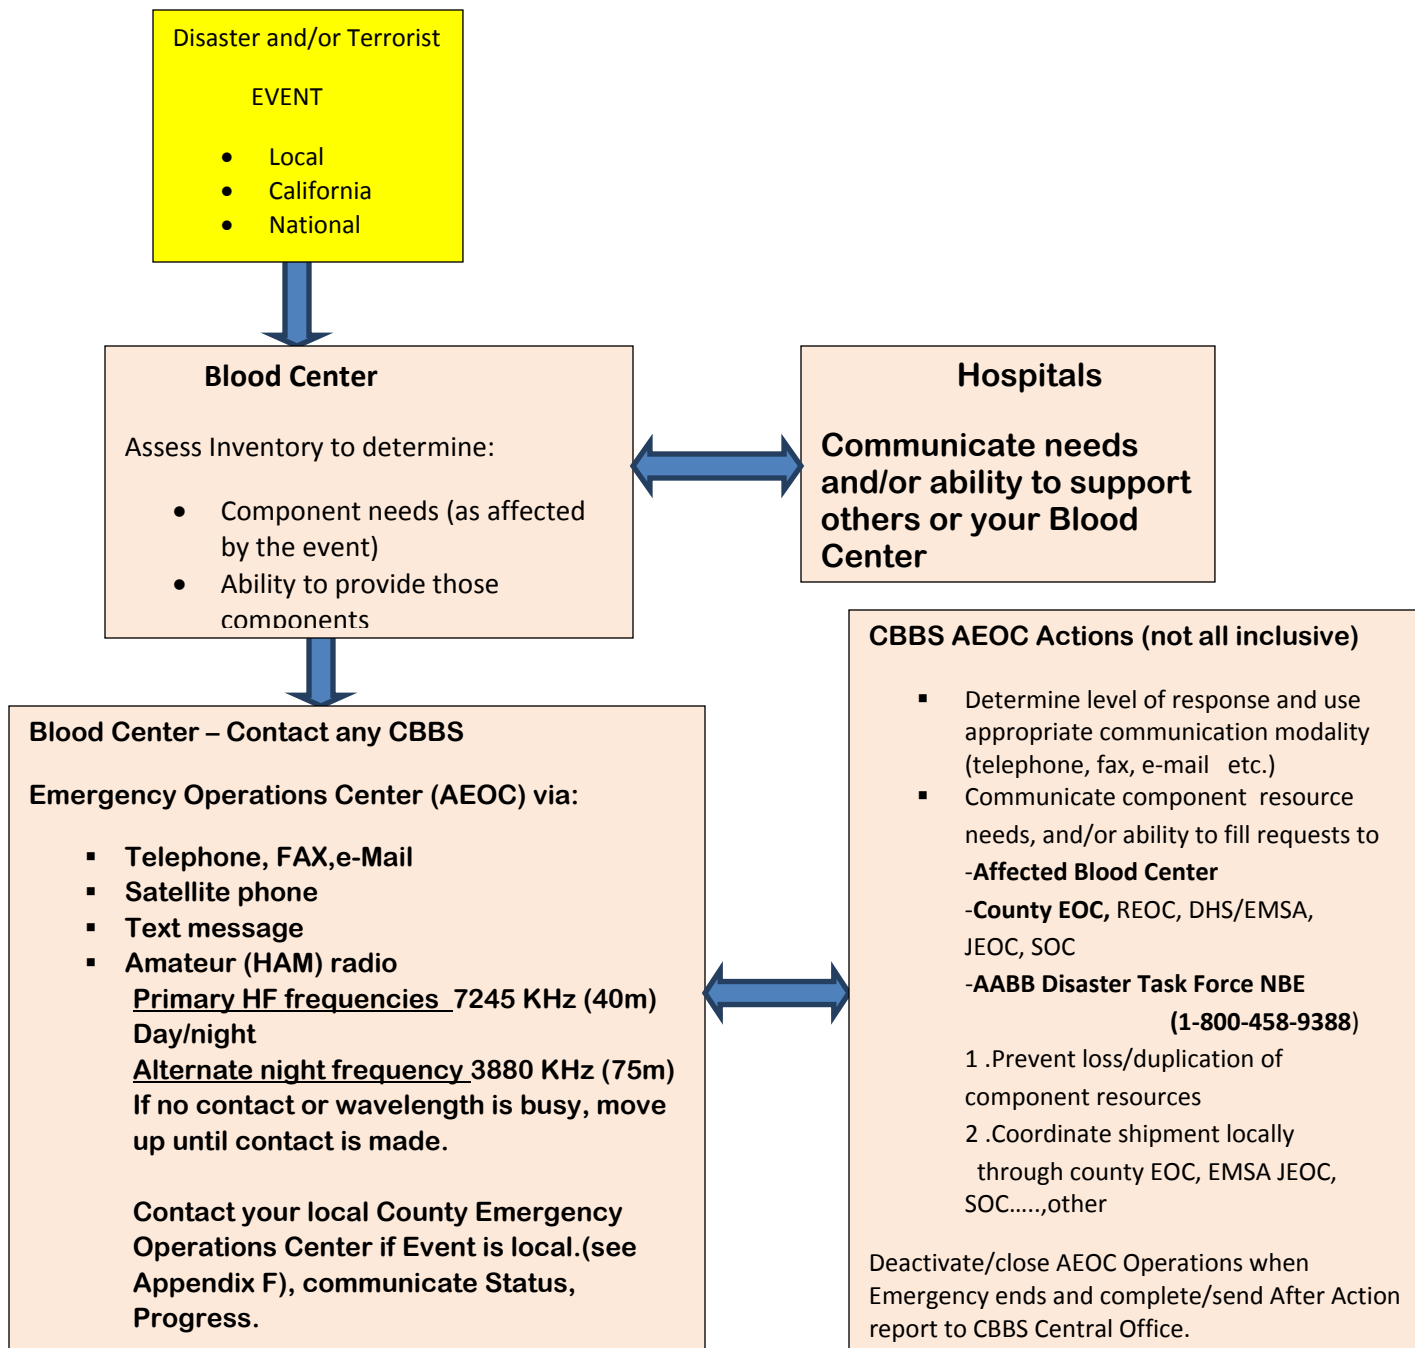 Disaster and/or Terrorist
EVENT
• Local
• California
• National
Blood Center
Assess Inventory to determine:
• Component needs (as affected
by the event)
• Ability to provide those
components
Hospitals
Communicate needs
and/or ability to support
others or your Blood
Center
Blood Center – Contact any CBBS
Emergency Operations Center (AEOC) via:
▪ Telephone, FAX,e-Mail
▪ Satellite phone
▪ Text message
▪ Amateur (HAM) radio
Primary HF frequencies 7245 KHz (40m)
Day/night
Alternate night frequency 3880 KHz (75m)
If no contact or wavelength is busy, move
up until contact is made.
Contact your local County Emergency
Operations Center if Event is local.(see
Appendix F), communicate Status,
Progress.
CBBS AEOC Actions (not all inclusive)
▪ Determine level of response and use
appropriate communication modality
(telephone, fax, e-mail etc.)
▪ Communicate component resource
needs, and/or ability to fill requests to
-Affected Blood Center
-County EOC, REOC, DHS/EMSA,
JEOC, SOC
-AABB Disaster Task Force NBE
(1-800-458-9388)
1 .Prevent loss/duplication of
component resources
2 .Coordinate shipment locally
through county EOC, EMSA JEOC,
SOC…..,other
Deactivate/close AEOC Operations when
Emergency ends and complete/send After Action
report to CBBS Central Office.